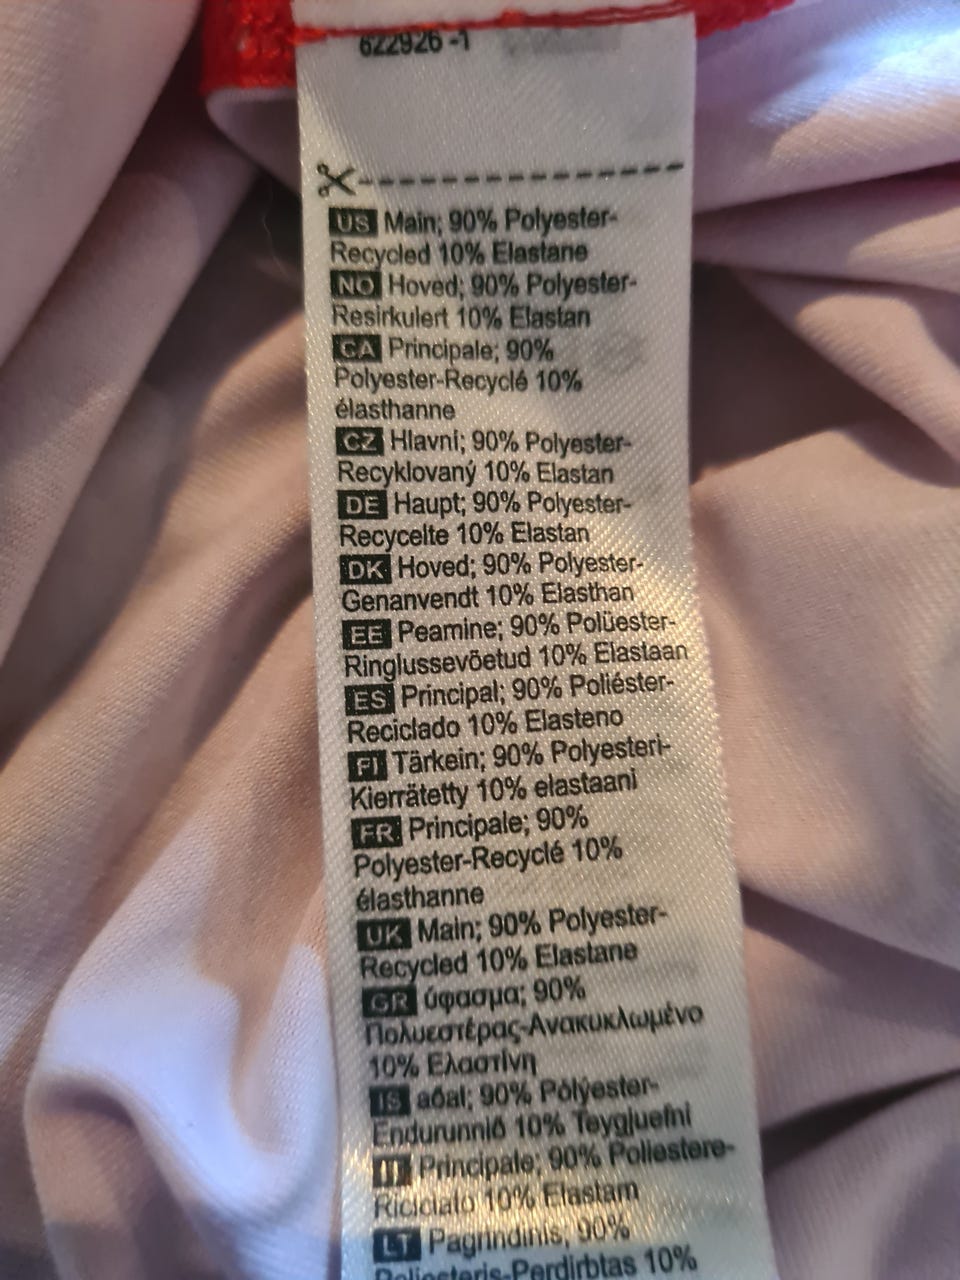 622926 -1
US Main; 90% Polyester-
Recycled 10% Elastane
NO Hoved; 90% Polyester-
Resirkulert 10% Elastan
CA Principale; 90%
Polyester-Recyclé 10%
élasthanne
CZ Hlavni; 90% Polyester-
Recyklovaný 10% Elastan
DE Haupt; 90% Polyester-
Recycelte 10% Elastan
DK Hoved; 90% Polyester-
Genanvendt 10% Elasthan
EE Peamine; 90% Polüester-
Ringlussevõetud 10% Elastaan
ES Principal; 90% Poliéster-
Reciclado 10% Elasteno
FI Tärkein; 90% Polyesteri-
Kierrätetty 10% elastaani
FR Principale; 90%
Polyester-Recyclé 10%
élasthanne
UK Main; 90% Polyester-
Recycled 10% Elastane
GR ύφασμα; 90%
Πολυεστέρας-Ανακυκλωμένο
10% Ελαστίνη
IS aðal; 90% Pólýester-
Endurunnið 10% Teygjuefni
IT Principale; 90% Poliestere-
Riciclato 10% Elastam
LT Pagrindinis; 90%
Poliesteris-Perdirbtas 10%